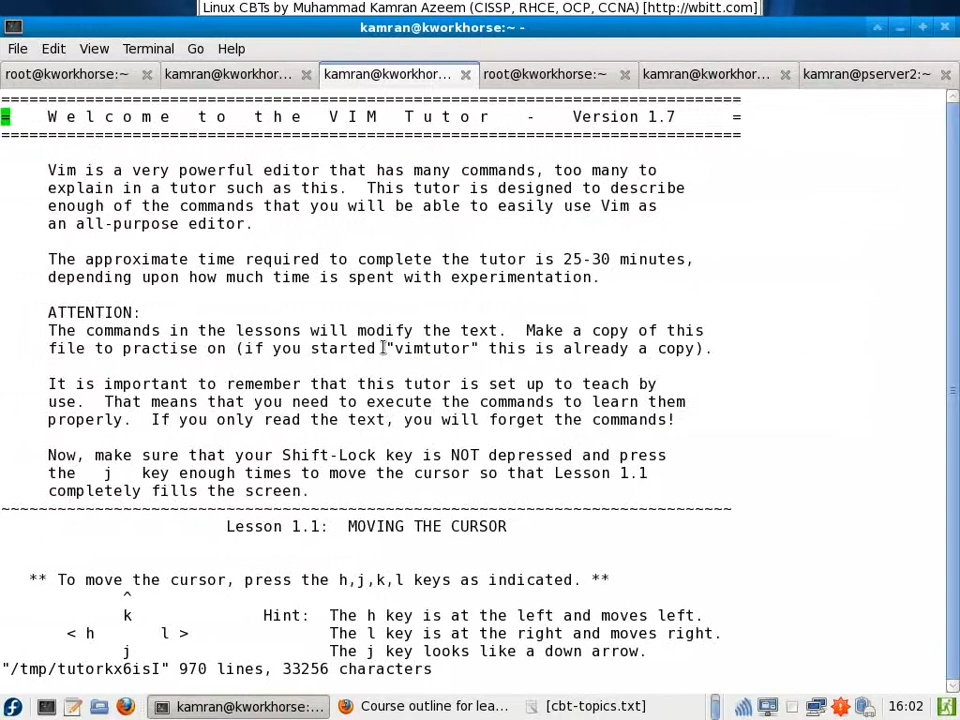 Linux CBTs by Muhammad Kamran Azeem (CISSP, RHCE, OCP, CCNA) [http://wbitt.com]
kamran@kworkhorse:~ -
File Edit View Terminal Go Help
root@kworkhorse:~ kamran@kworkhor... kamran@kworkhor... root@kworkhorse:~ kamran@kworkhor... kamran@pserver2:~
===============================================================================
=    W e l c o m e   t o   t h e   V I M   T u t o r    -    Version 1.7      =
===============================================================================
Vim is a very powerful editor that has many commands, too many to
explain in a tutor such as this.  This tutor is designed to describe
enough of the commands that you will be able to easily use Vim as
an all-purpose editor.
The approximate time required to complete the tutor is 25-30 minutes,
depending upon how much time is spent with experimentation.
ATTENTION:
The commands in the lessons will modify the text.  Make a copy of this
file to practise on (if you started "vimtutor" this is already a copy).
It is important to remember that this tutor is set up to teach by
use.  That means that you need to execute the commands to learn them
properly.  If you only read the text, you will forget the commands!
Now, make sure that your Shift-Lock key is NOT depressed and press
the   j   key enough times to move the cursor so that Lesson 1.1
completely fills the screen.
~~~~~~~~~~~~~~~~~~~~~~~~~~~~~~~~~~~~~~~~~~~~~~~~~~~~~~~~~~~~~~~~~~~~~~~~~~~~~~
Lesson 1.1:  MOVING THE CURSOR
** To move the cursor, press the h,j,k,l keys as indicated. **
^
k              Hint:  The h key is at the left and moves left.
< h        l >               The l key is at the right and moves right.
j                     The j key looks like a down arrow.
"/tmp/tutorkx6isI" 970 lines, 33256 characters
kamran@kworkhorse:... Course outline for lea... [cbt-topics.txt] 16:02